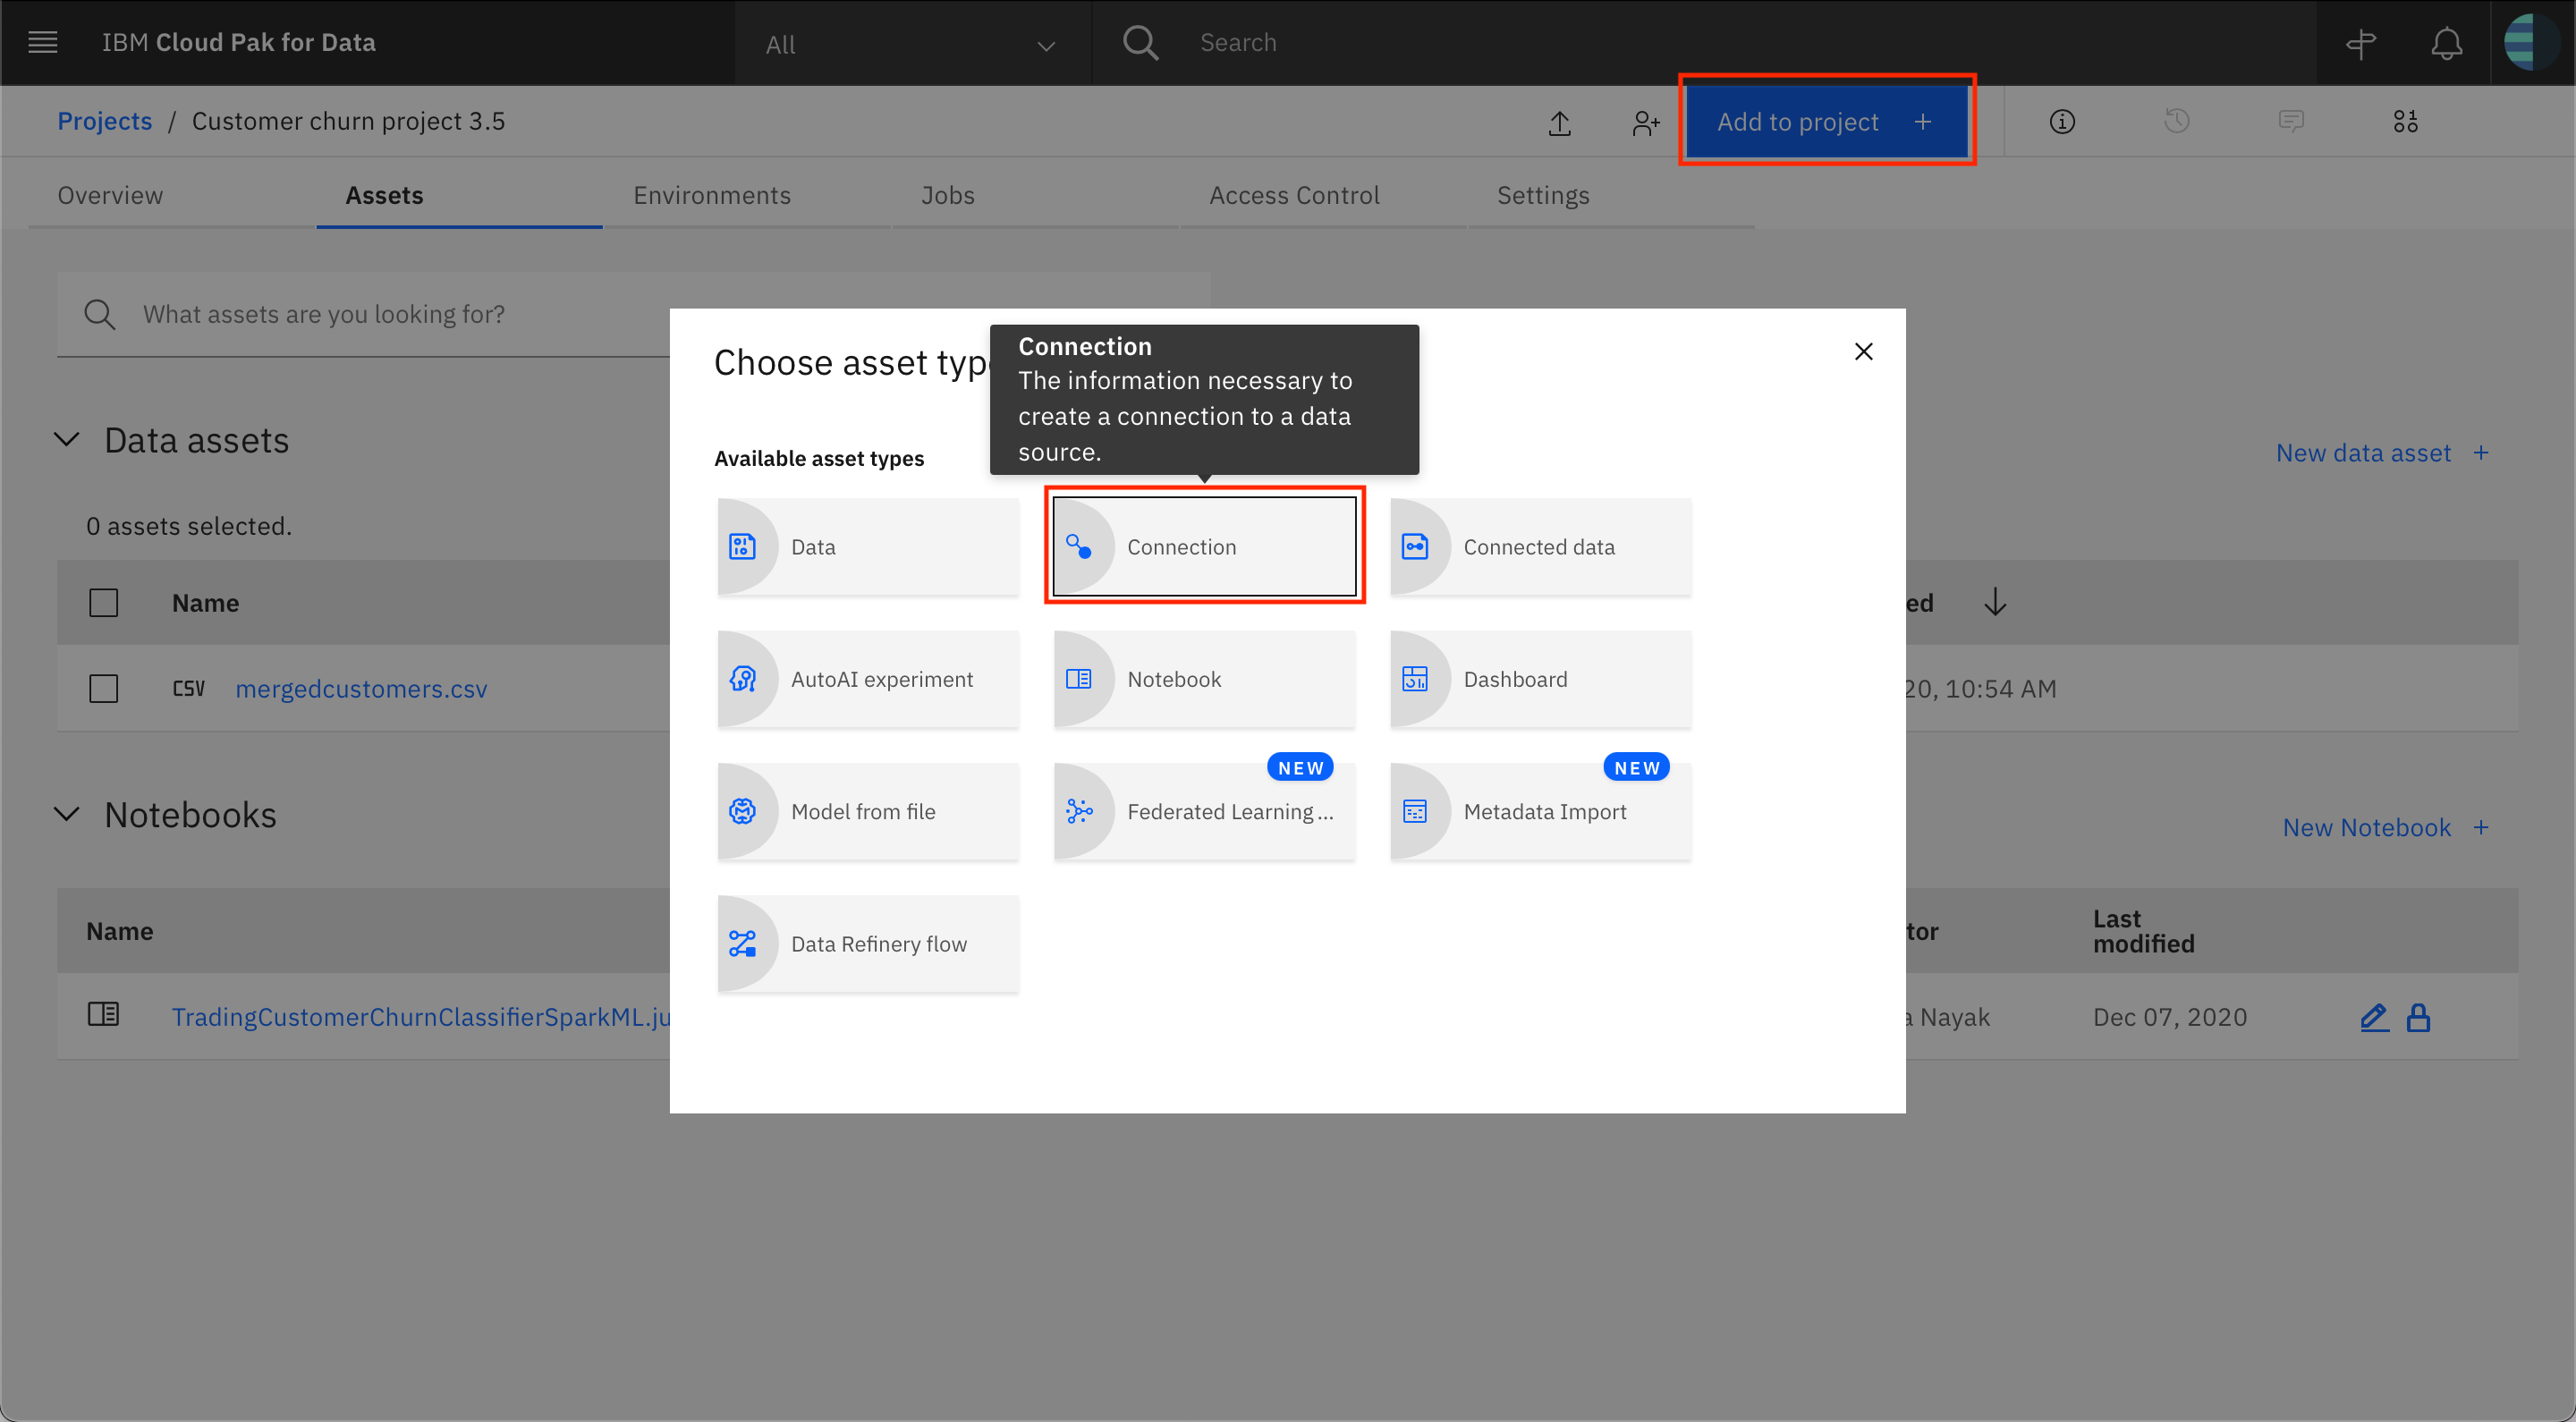 IBM Cloud Pak for Data
All
Search
Projects / Customer churn project 3.5
Add to project +
Overview
Assets
Environments
Jobs
Access Control
Settings
What assets are you looking for?
Data assets
New data asset +
0 assets selected.
Name
ed
CSV mergedcustomers.csv
20, 10:54 AM
Notebooks
New Notebook +
Name
tor
Last
modified
TradingCustomerChurnClassifierSparkML.ju
a Nayak
Dec 07, 2020
Choose asset type
Connection
The information necessary to
create a connection to a data
source.
Available asset types
Data
Connection
Connected data
AutoAI experiment
Notebook
Dashboard
Model from file
NEW
Federated Learning ...
NEW
Metadata Import
Data Refinery flow